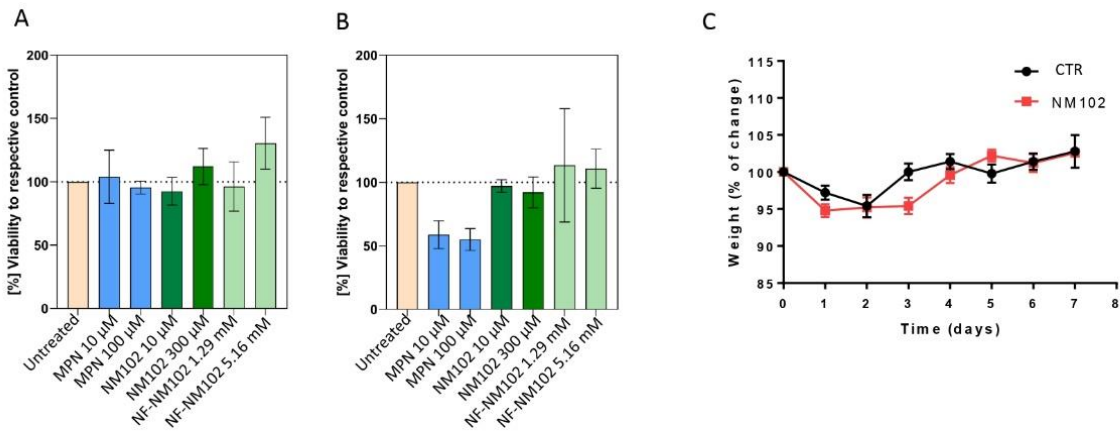 A
200
150
100
50
0
[%] Viability to respective control
Untreated
MPN 10 µM
MPN 100 µM
NM102 10 µM
NM102 300 µM
NF-NM102 1.29 mM
NF-NM102 5.16 mM
B
200
150
100
50
0
[%] Viability to respective control
Untreated
MPN 10 µM
MPN 100 µM
NM102 10 µM
NM102 300 µM
NF-NM102 1.29 mM
NF-NM102 5.16 mM
C
115
110
105
100
95
90
85
Weight (% of change)
0 1 2 3 4 5 6 7 8
Time (days)
CTR
NM102